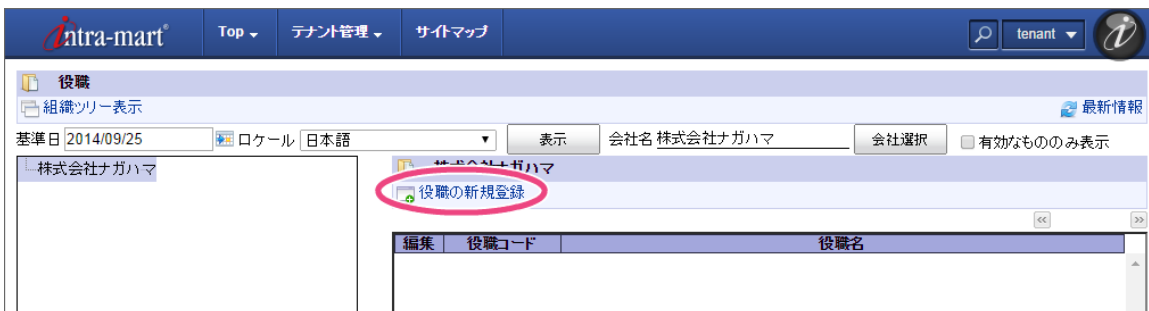 intra-mart® Top テナント管理 サイトマップ tenant
役職
組織ツリー表示 最新情報
基準日 2014/09/25 ロケール 日本語 表示 会社名 株式会社ナガハマ 会社選択 有効なもののみ表示
株式会社ナガハマ 株式会社ナガハマ
役職の新規登録
<< >>
編集 役職コード 役職名